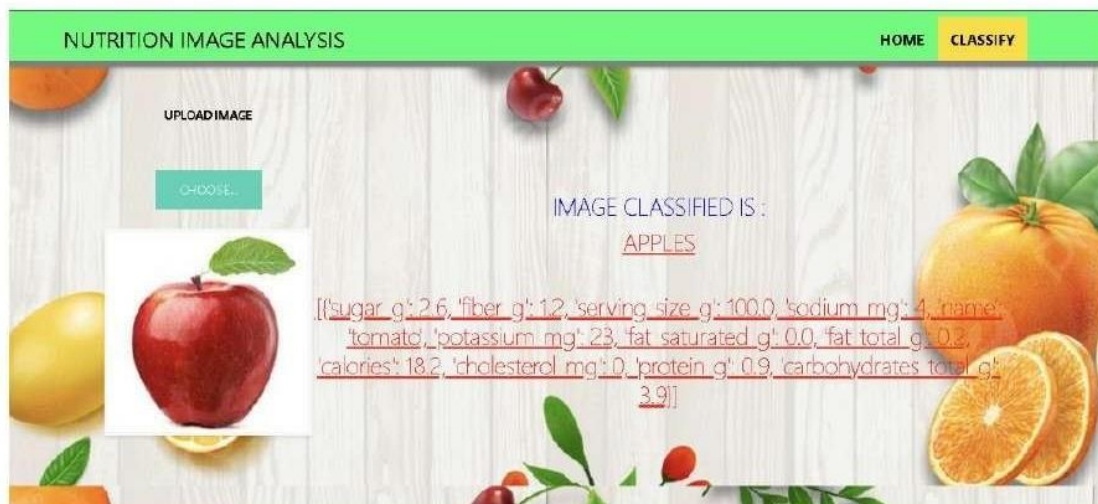 NUTRITION IMAGE ANALYSIS
HOME CLASSIFY
UPLOAD IMAGE
CHOOSE...
IMAGE CLASSIFIED IS :
APPLES
[{'sugar_g': 2.6, 'fiber_g': 1.2, 'serving_size_g': 100.0, 'sodium_mg': 4, 'name':
'tomato', 'potassium_mg': 23, 'fat_saturated_g': 0.0, 'fat_total_g': 0.2,
'calories': 18.2, 'cholesterol_mg': 0, 'protein_g': 0.9, 'carbohydrates_total_g':
3.9}]